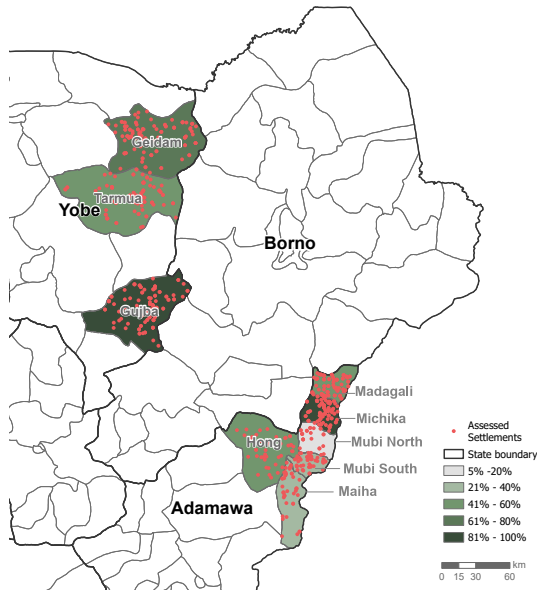 Geidam
Tarmua
Yobe
Borno
Gujba
Madagali
Michika
Mubi North
Hong
Mubi South
Maiha
Adamawa
Assessed
Settlements
State boundary
5% -20%
21% - 40%
41% - 60%
61% - 80%
81% - 100%
km
0 15 30 60